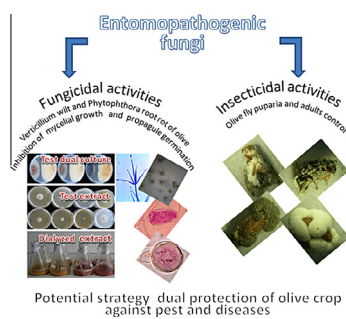 Entomopathogenic
fungi
Fungicidal activities
Verticillium wilt and Phytophthora root rot of olive
Inhibition of mycelial growth and propagule germination
Test dual culture
Test extract
Dialyzed extract
Insecticidal activities
Olive fly puparia and adults control
Potential strategy dual protection of olive crop
against pest and diseases